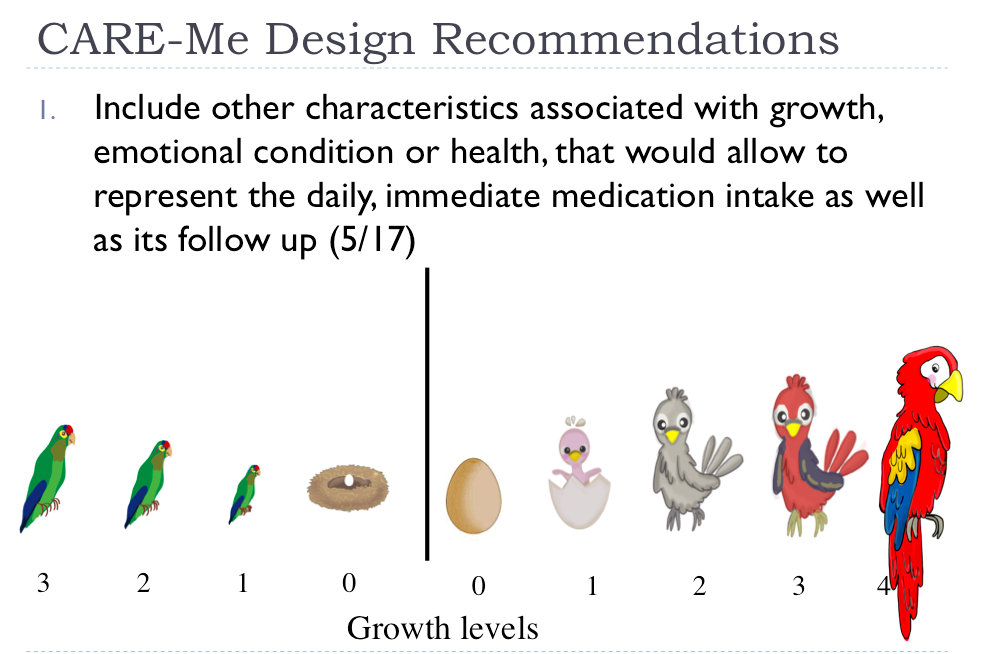 CARE-Me Design Recommendations
1. Include other characteristics associated with growth,
emotional condition or health, that would allow to
represent the daily, immediate medication intake as well
as its follow up (5/17)
3 2 1 0 0 1 2 3 4
Growth levels